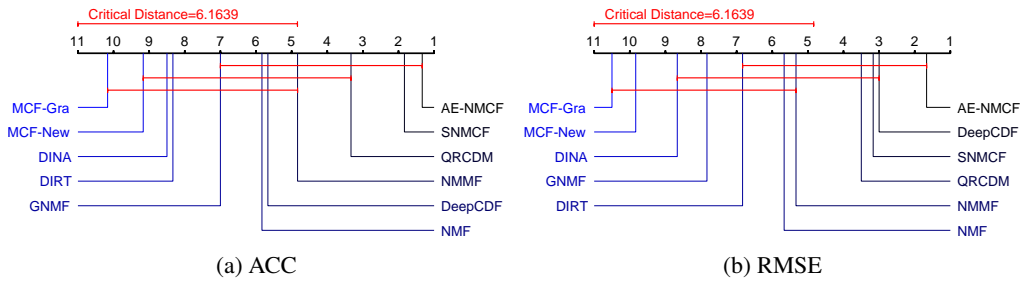 Critical Distance=6.1639
11 10 9 8 7 6 5 4 3 2 1
MCF-Gra
MCF-New
DINA
DIRT
GNMF
AE-NMCF
SNMCF
QRCDM
NMMF
DeepCDF
NMF
(a) ACC
Critical Distance=6.1639
11 10 9 8 7 6 5 4 3 2 1
MCF-Gra
MCF-New
DINA
GNMF
DIRT
AE-NMCF
DeepCDF
SNMCF
QRCDM
NMMF
NMF
(b) RMSE